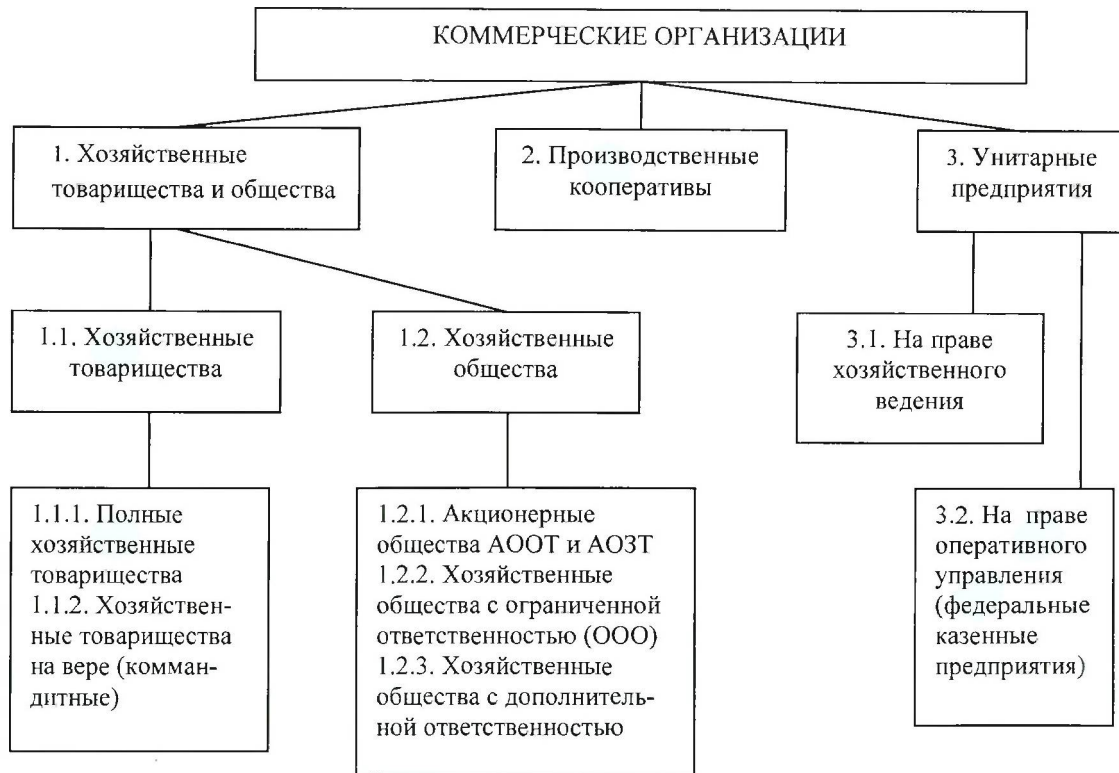 КОММЕРЧЕСКИЕ ОРГАНИЗАЦИИ
1. Хозяйственные
товарищества и общества
2. Производственные
кооперативы
3. Унитарные
предприятия
1.1. Хозяйственные
товарищества
1.2. Хозяйственные
общества
3.1. На праве
хозяйственного
ведения
1.1.1. Полные
хозяйственные
товарищества
1.1.2. Хозяйствен-
ные товарищества
на вере (комман-
дитные)
1.2.1. Акционерные
общества АООТ и АОЗТ
1.2.2. Хозяйственные
общества с ограниченной
ответственностью (ООО)
1.2.3. Хозяйственные
общества с дополнитель-
ной ответственностью
3.2. На праве
оперативного
управления
(федеральные
казенные
предприятия)